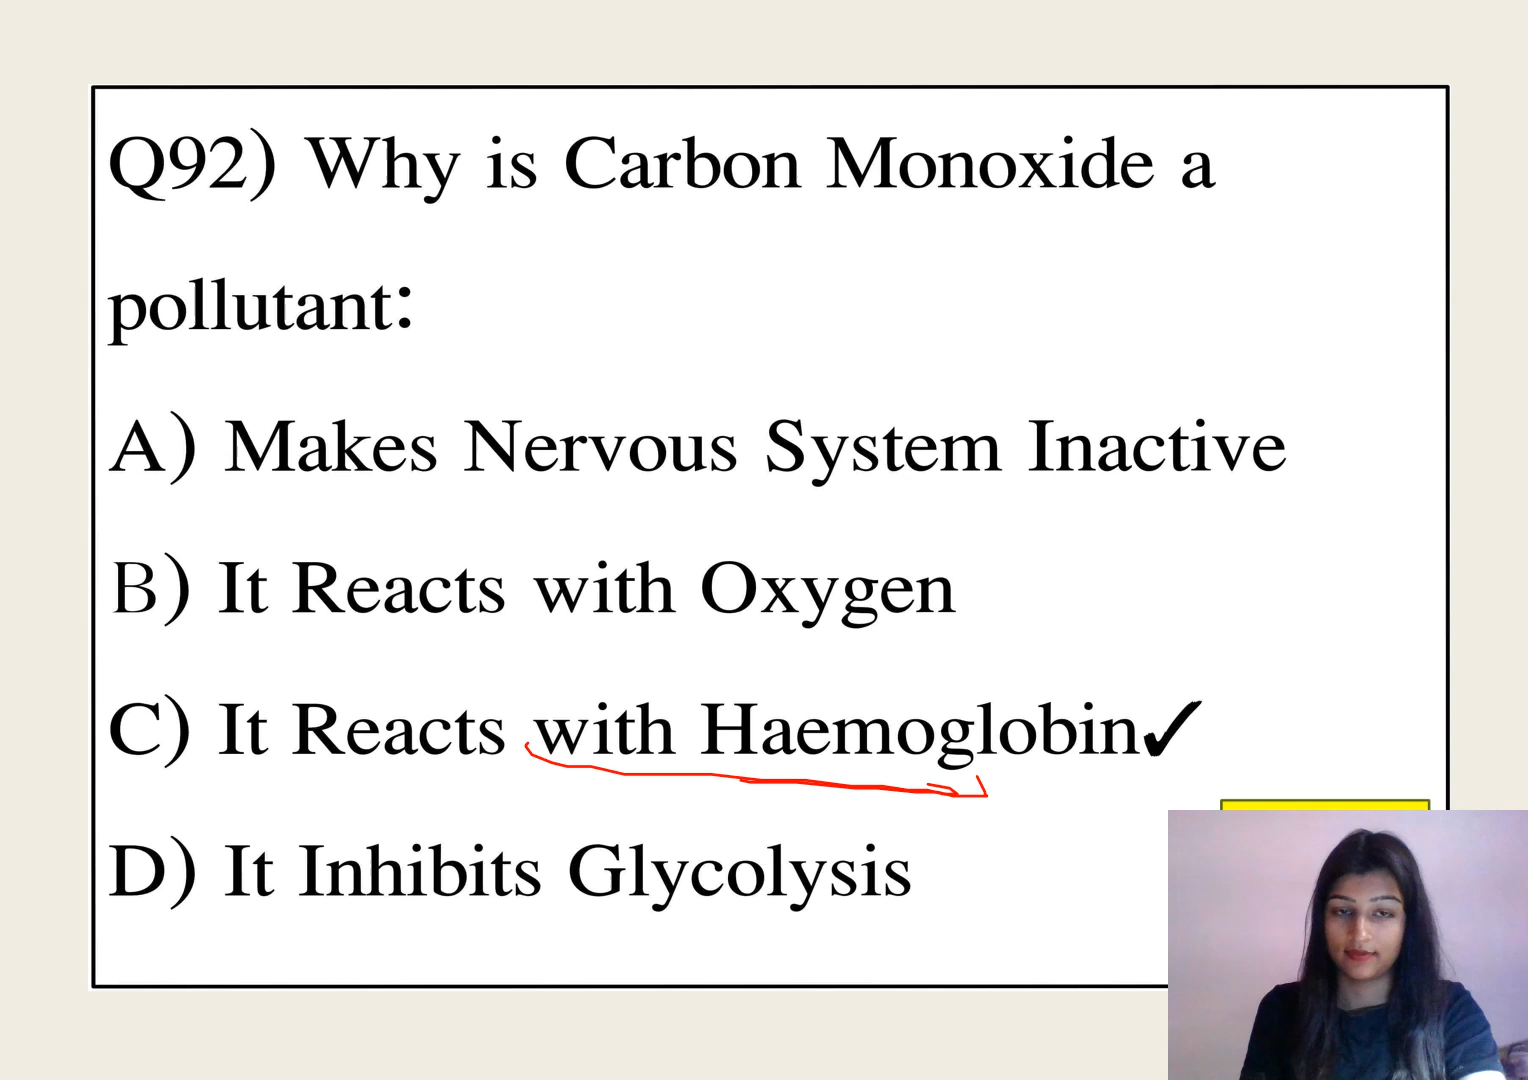 Q92) Why is Carbon Monoxide a
pollutant:
A) Makes Nervous System Inactive
B) It Reacts with Oxygen
C) It Reacts with Haemoglobin✓
D) It Inhibits Glycolysis